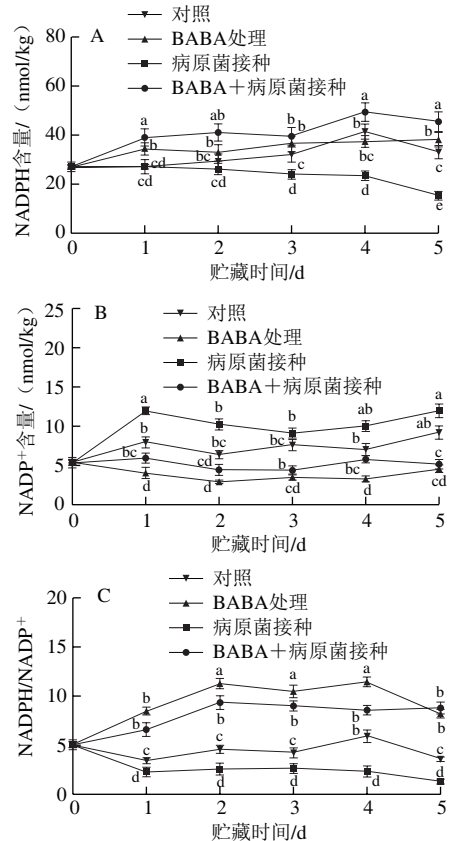 A
对照
BABA处理
病原菌接种
BABA＋病原菌接种
NADPH含量/（nmol/kg）
80
60
40
20
0
a
ab
b
a
a
b
b
b
b
b
cd
bc
c
bc
c
cd
d
d
d
e
0 1 2 3 4 5
贮藏时间/d
B
对照
BABA处理
病原菌接种
BABA＋病原菌接种
NADP⁺含量/（nmol/kg）
25
20
15
10
5
0
a
b
b
ab
a
b
bc
bc
b
ab
bc
cd
b
bc
c
d
d
cd
d
cd
0 1 2 3 4 5
贮藏时间/d
C
对照
BABA处理
病原菌接种
BABA＋病原菌接种
NADPH/NADP⁺
20
15
10
5
0
b
a
a
a
a
b
b
b
b
b
c
c
c
b
c
d
d
d
d
d
0 1 2 3 4 5
贮藏时间/d